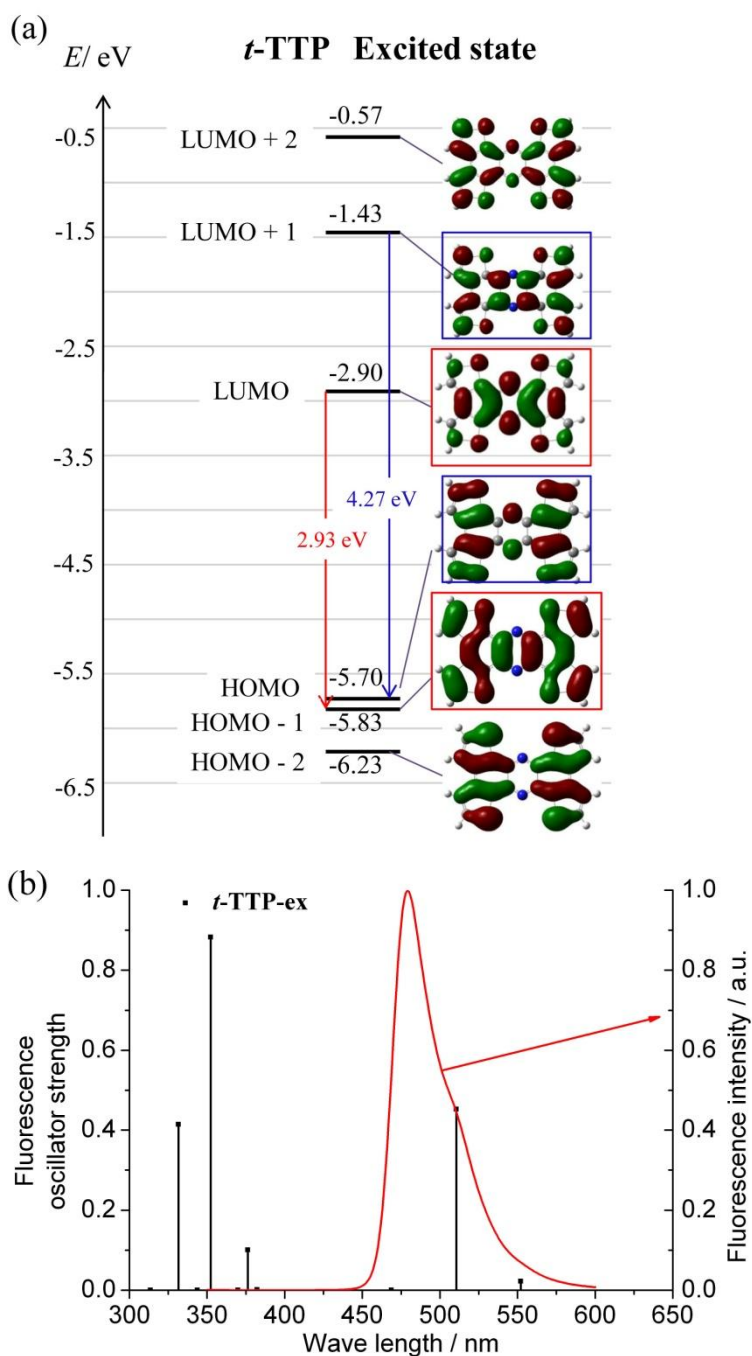 (a)
E/ eV
t-TTP Excited state
-0.5
-1.5
-2.5
-3.5
-4.5
-5.5
-6.5
LUMO + 2
-0.57
LUMO + 1
-1.43
LUMO
-2.90
4.27 eV
2.93 eV
HOMO
-5.70
HOMO - 1
-5.83
HOMO - 2
-6.23
(b)
t-TTP-ex
Fluorescence
oscillator strength
1.0
0.8
0.6
0.4
0.2
0.0
1.0
0.8
0.6
0.4
0.2
0.0
Fluorescence intensity / a.u.
300 350 400 450 500 550 600 650
Wave length / nm